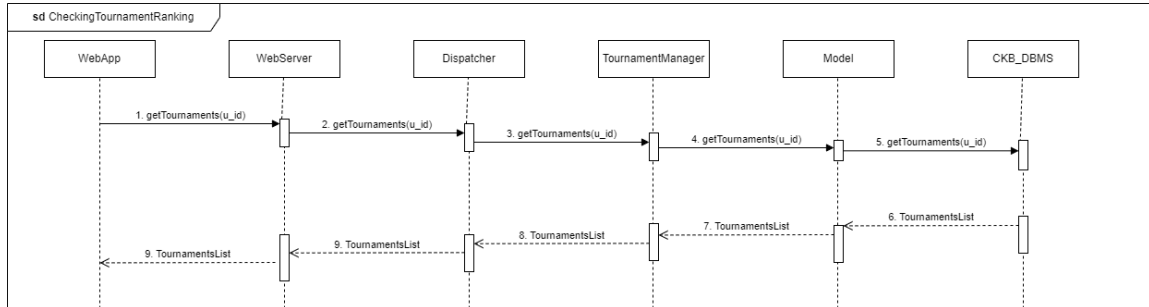 sd CheckingTournamentRanking
WebApp
WebServer
Dispatcher
TournamentManager
Model
CKB_DBMS
1. getTournaments(u_id)
2. getTournaments(u_id)
3. getTournaments(u_id)
4. getTournaments(u_id)
5. getTournaments(u_id)
6. TournamentsList
7. TournamentsList
8. TournamentsList
9. TournamentsList
9. TournamentsList